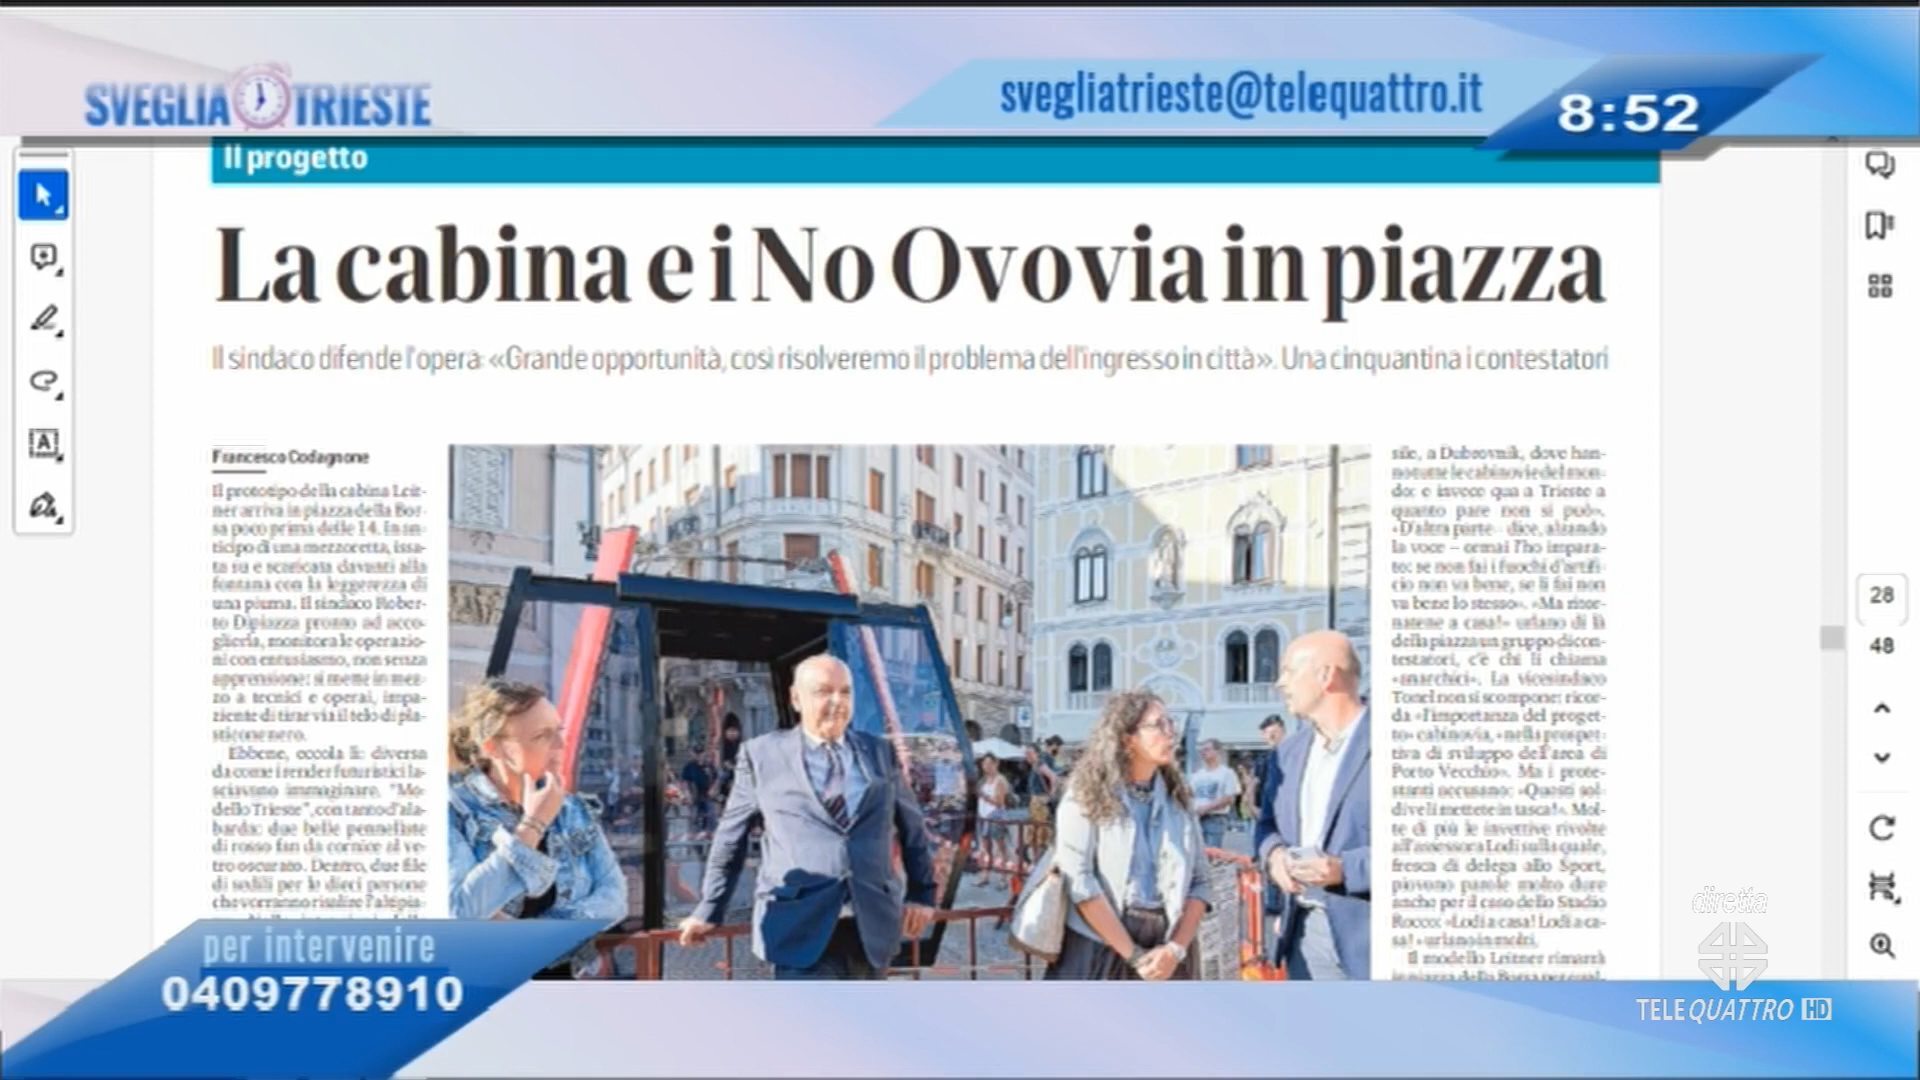 SVEGLIA TRIESTE
svegliatrieste@telequattro.it
8:52
Il progetto
La cabina e i No Ovovia in piazza
Il sindaco difende l'opera: «Grande opportunità, così risolveremo il problema dell'ingresso in città». Una cinquantina i contestatori
Francesco Codagnone
Il prototipo della cabina Leit-
ner arriva in piazza della Bor-
sa poco prima delle 14. In an-
ticipo di una mezzoretta, issa-
ta su e scaricata davanti alla
fontana con la leggerezza di
una piuma. Il sindaco Rober-
to Dipiazza pronto ad acco-
glierla, monitora le operazio-
ni con entusiasmo, non senza
apprensione: si mette in mez-
zo a tecnici e operai, impa-
ziente di tirar via il telo di pla-
sticone nero.
Ebbene, eccola lì: diversa
da come i render futuristici la-
sciavano immaginare. "Mo-
dello Trieste", con tanto d'ala-
barda: due belle pennellate
di rosso fan da cornice al ve-
tro oscurato. Dentro, due file
di sedili per le dieci persone
che vorranno risalire l'altipia-
sile, a Dubrovnik, dove han-
no tutte le cabinovie del mon-
do: e invece qua a Trieste a
quanto pare non si può».
«D'altra parte – dice, alzando
la voce – ormai l'ho impara-
to: se non fai i fuochi d'artifi-
cio non va bene, se li fai non
va bene lo stesso». «Ma ritor-
natene a casa!» urlano di là
della piazza un gruppo di con-
testatori, c'è chi li chiama
«anarchici». La vicesindaco
Tonel non si scompone: ricor-
da «l'importanza del proget-
to» cabinovia, «nella prospet-
tiva di sviluppo dell'area di
Porto Vecchio». Ma i prote-
stanti accusano: «Questi sol-
di ve li mettete in tasca!». Mol-
te di più le invettive rivolte
all'assessora Lodi sulla quale,
fresca di delega allo Sport,
piovono parole molto dure
anche per il caso dello Stadio
Rocco: «Lodi a casa! Lodi a ca-
sa!» urlano in molti.
Il modello Leitner rimarrà
in piazza della Borsa per qual-
28
48
per intervenire
0409778910
diretta
TELEQUATTRO HD